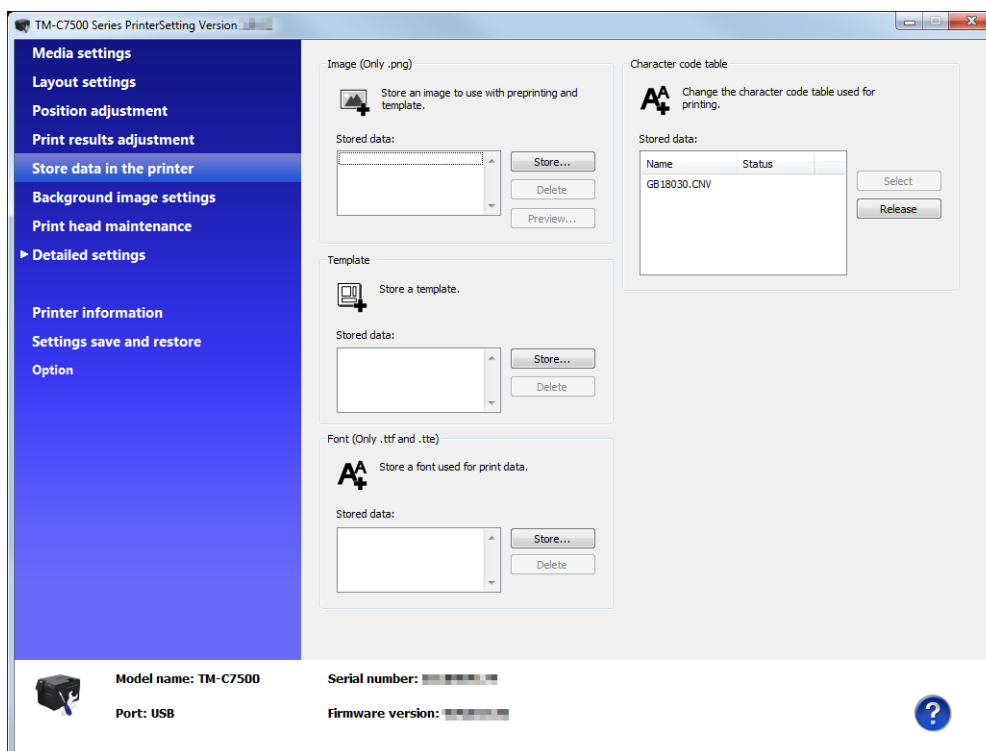 TM-C7500 Series PrinterSetting Version
Media settings
Layout settings
Position adjustment
Print results adjustment
Store data in the printer
Background image settings
Print head maintenance
Detailed settings
Printer information
Settings save and restore
Option
Image (Only .png)
Store an image to use with preprinting and
template.
Stored data:
Store...
Delete
Preview...
Template
Store a template.
Stored data:
Store...
Delete
Font (Only .ttf and .tte)
Store a font used for print data.
Stored data:
Store...
Delete
Character code table
Change the character code table used for
printing.
Stored data:
Name Status
GB18030.CNV
Select
Release
Model name: TM-C7500
Port: USB
Serial number:
Firmware version:
?